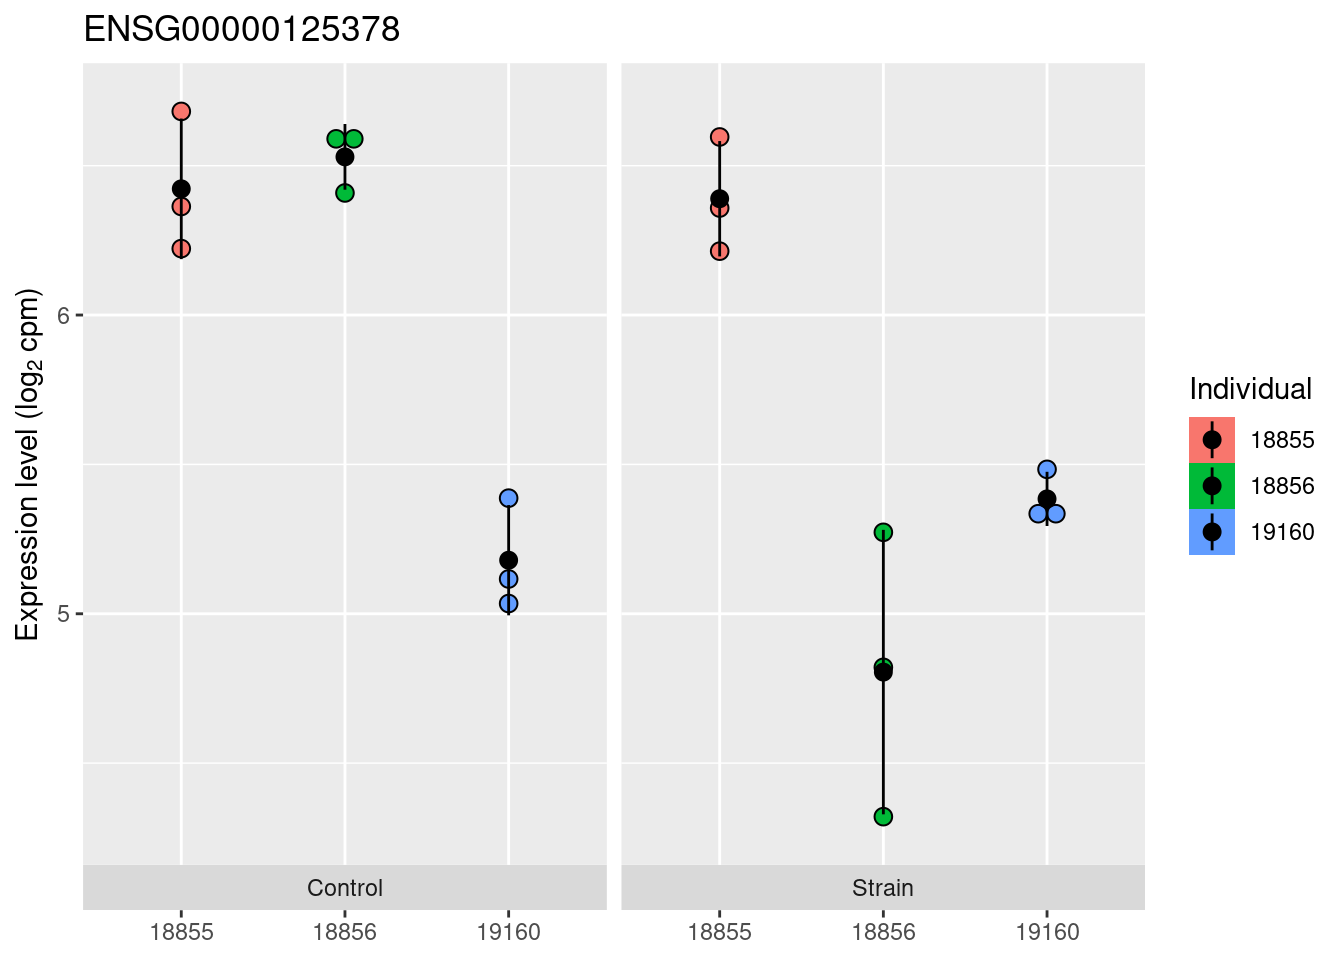 ENSG00000125378
Expression level (log₂ cpm)
6
5
Control
Strain
18855
18856
19160
18855
18856
19160
Individual
18855
18856
19160